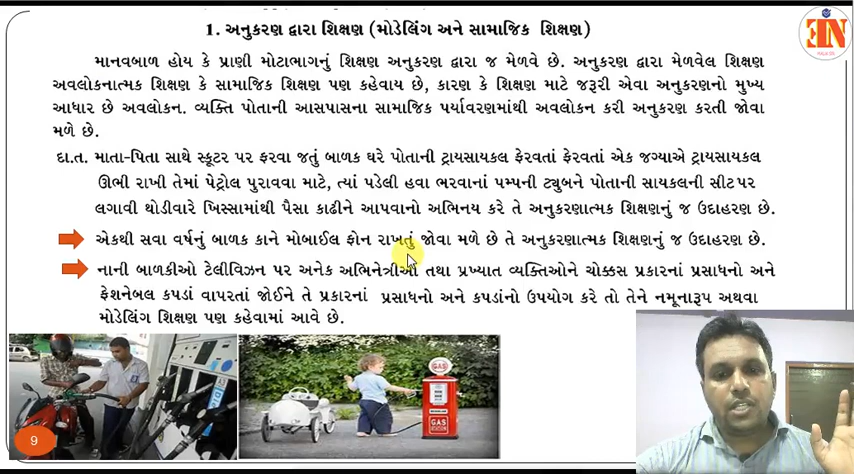 1. અનુકરણ દ્વારા શિક્ષણ (મોડેલિંગ અને સામાજિક શિક્ષણ)
માનવબાળ હોય કે પ્રાણી મોટાભાગનું શિક્ષણ અનુકરણ દ્વારા જ મેળવે છે. અનુકરણ દ્વારા મેળવેલ શિક્ષણ
અવલોકનાત્મક શિક્ષણ કે સામાજિક શિક્ષણ પણ કહેવાય છે, કારણ કે શિક્ષણ માટે જરૂરી એવા અનુકરણનો મુખ્ય
આધાર છે અવલોકન. વ્યક્તિ પોતાની આસપાસના સામાજિક પર્યાવરણમાંથી અવલોકન કરી અનુકરણ કરતી જોવા
મળે છે.
દા.ત. માતા-પિતા સાથે સ્કૂટર પર ફરવા જતું બાળક ઘરે પોતાની ટ્રાયસાયકલ ફેરવતાં ફેરવતાં એક જગ્યાએ ટ્રાયસાયકલ
ઊભી રાખી તેમાં પેટ્રોલ પુરાવવા માટે, ત્યાં પડેલી હવા ભરવાનાં પમ્પની ટ્યુબને પોતાની સાયકલની સીટપર
લગાવી થોડીવારે ખિસ્સામાંથી પૈસા કાઢીને આપવાનો અભિનય કરે તે અનુકરણાત્મક શિક્ષણનું જ ઉદાહરણ છે.
એકથી સવા વર્ષનું બાળક કાને મોબાઈલ ફોન રાખતું જોવા મળે છે તે અનુકરણાત્મક શિક્ષણનું જ ઉદાહરણ છે.
નાની બાળકીઓ ટેલીવિઝન પર અનેક અભિનેત્રીઓ તથા પ્રખ્યાત વ્યક્તિઓને ચોક્કસ પ્રકારનાં પ્રસાધનો અને
ફેશનેબલ કપડાં વાપરતાં જોઈને તે પ્રકારનાં પ્રસાધનો અને કપડાંનો ઉપયોગ કરે તો તેને નમૂનારૂપ અથવા
મોડેલિંગ શિક્ષણ પણ કહેવામાં આવે છે.
GAS
GAS
9